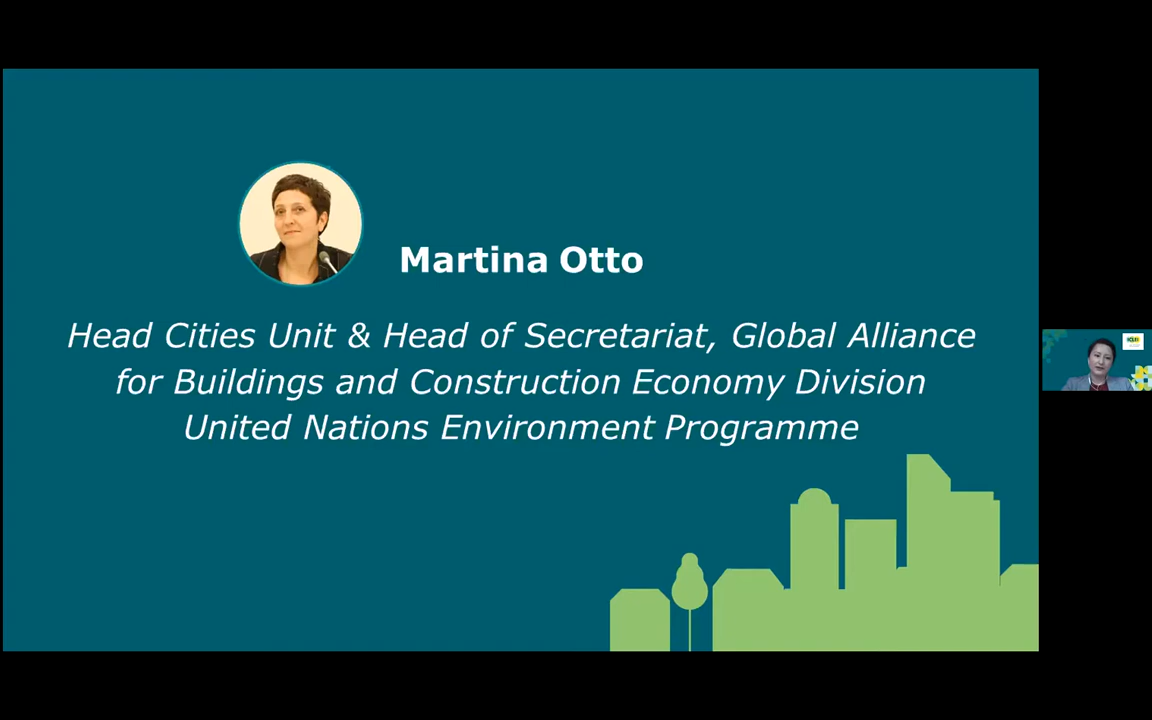 Martina Otto
Head Cities Unit & Head of Secretariat, Global Alliance
for Buildings and Construction Economy Division
United Nations Environment Programme